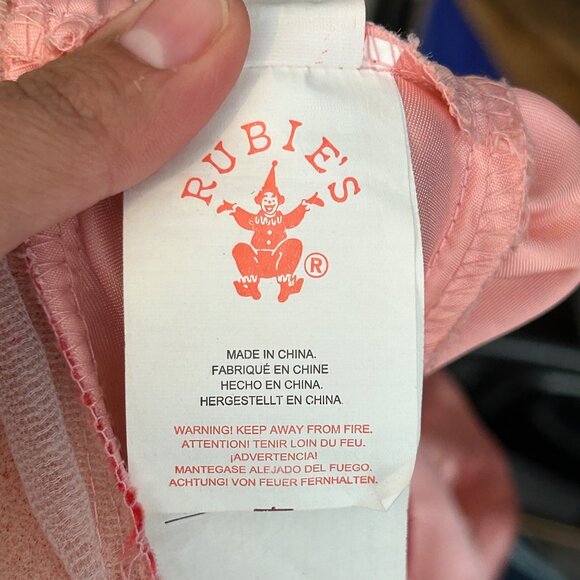 RUBIE'S
®
MADE IN CHINA.
FABRIQUÉ EN CHINE
HECHO EN CHINA.
HERGESTELLT EN CHINA.
WARNING! KEEP AWAY FROM FIRE.
ATTENTION! TENIR LOIN DU FEU.
¡ADVERTENCIA!
MANTEGASE ALEJADO DEL FUEGO.
ACHTUNG! VON FEUER FERNHALTEN.